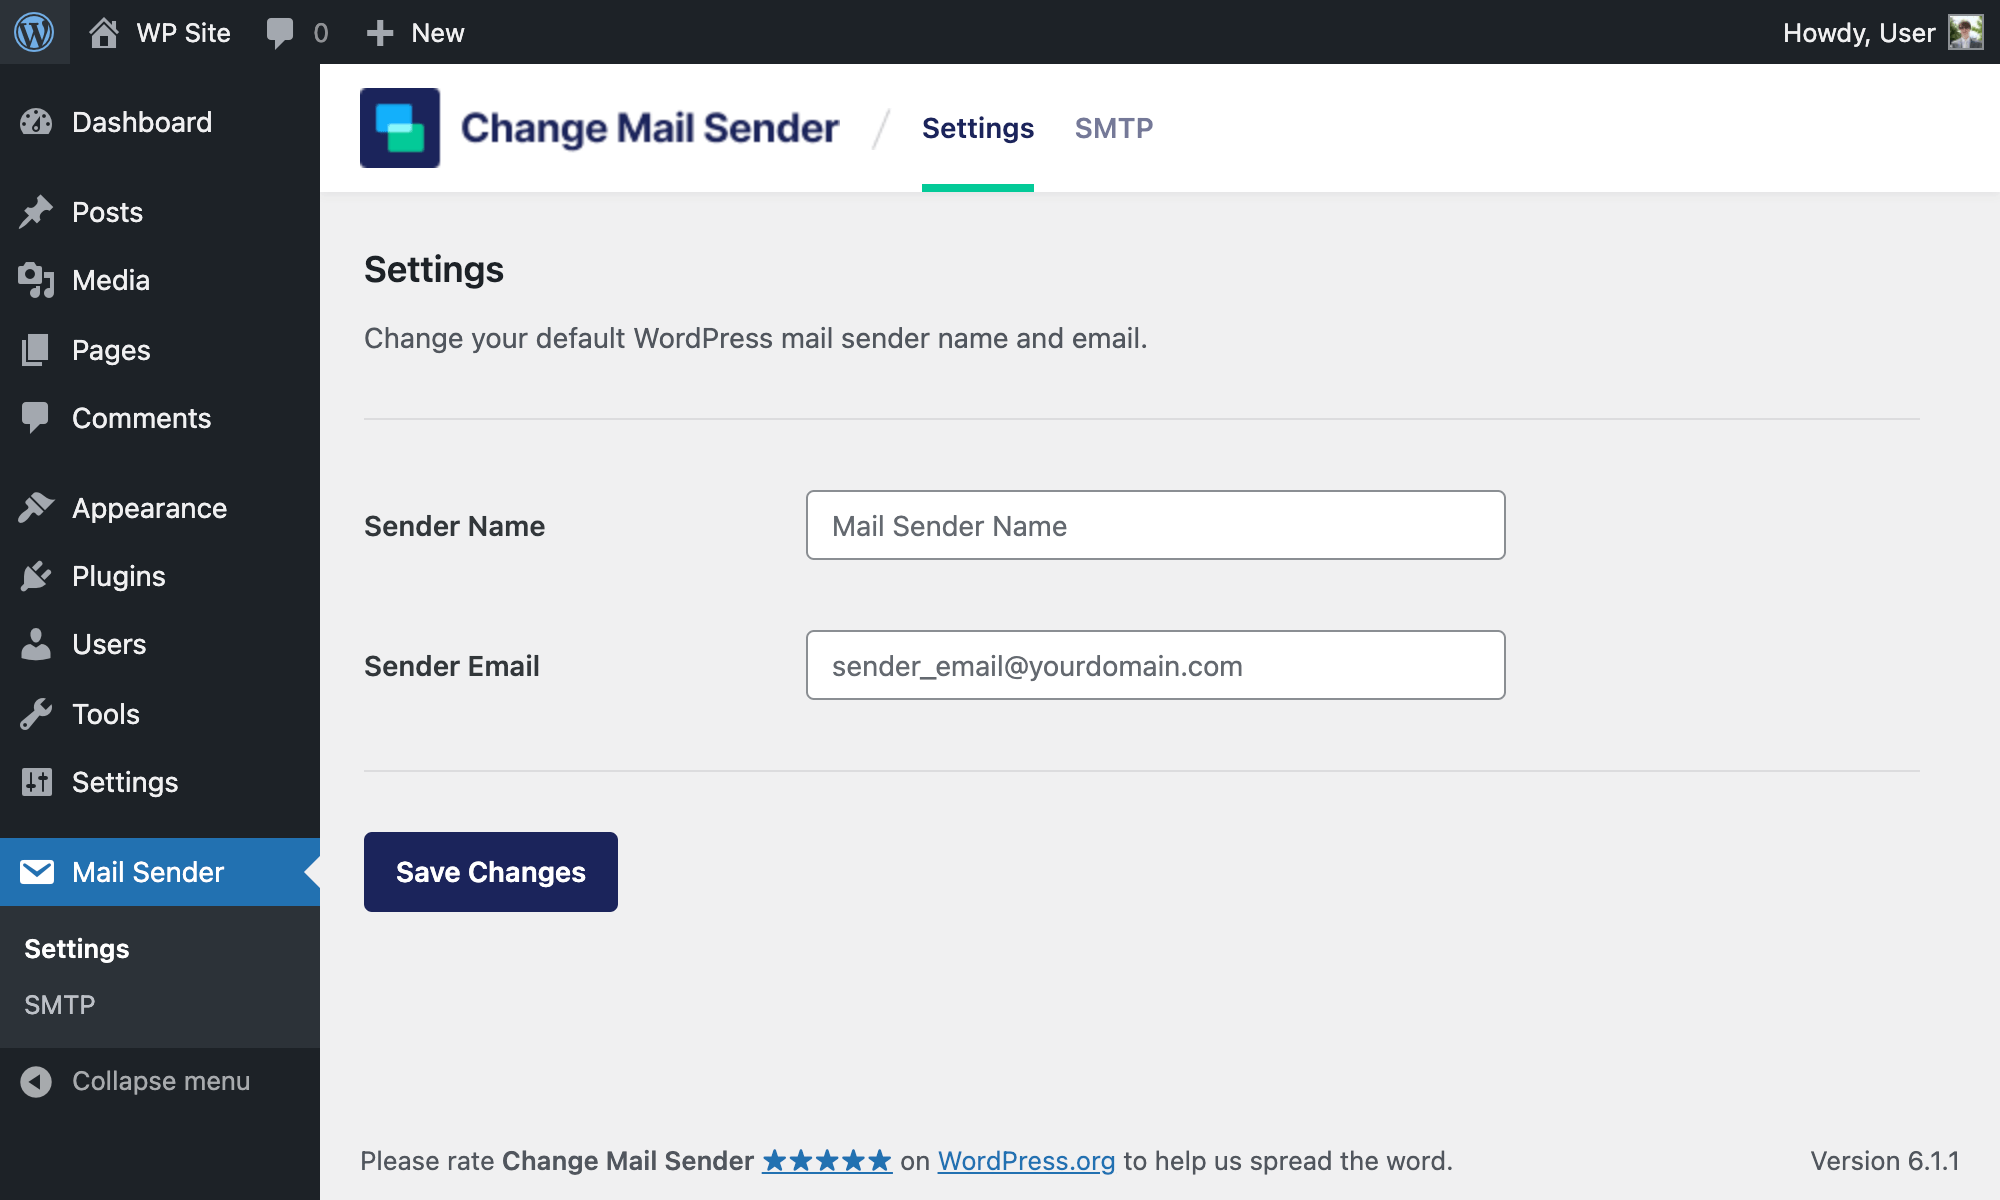 WP Site 0 New Howdy, User
Dashboard
Posts
Media
Pages
Comments
Appearance
Plugins
Users
Tools
Settings
Mail Sender
Settings
SMTP
Collapse menu
Change Mail Sender / Settings SMTP
Settings
Change your default WordPress mail sender name and email.
Sender Name Mail Sender Name
Sender Email sender_email@yourdomain.com
Save Changes
Please rate Change Mail Sender ★★★★★ on WordPress.org to help us spread the word. Version 6.1.1